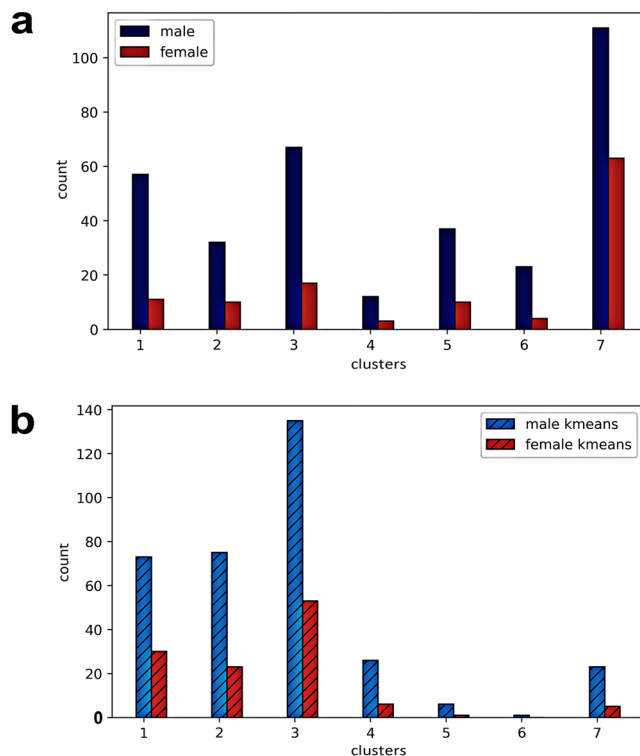 a
male
female
100
80
60
40
20
0
count
1 2 3 4 5 6 7
clusters
b
male kmeans
female kmeans
140
120
100
80
60
40
20
0
count
1 2 3 4 5 6 7
clusters